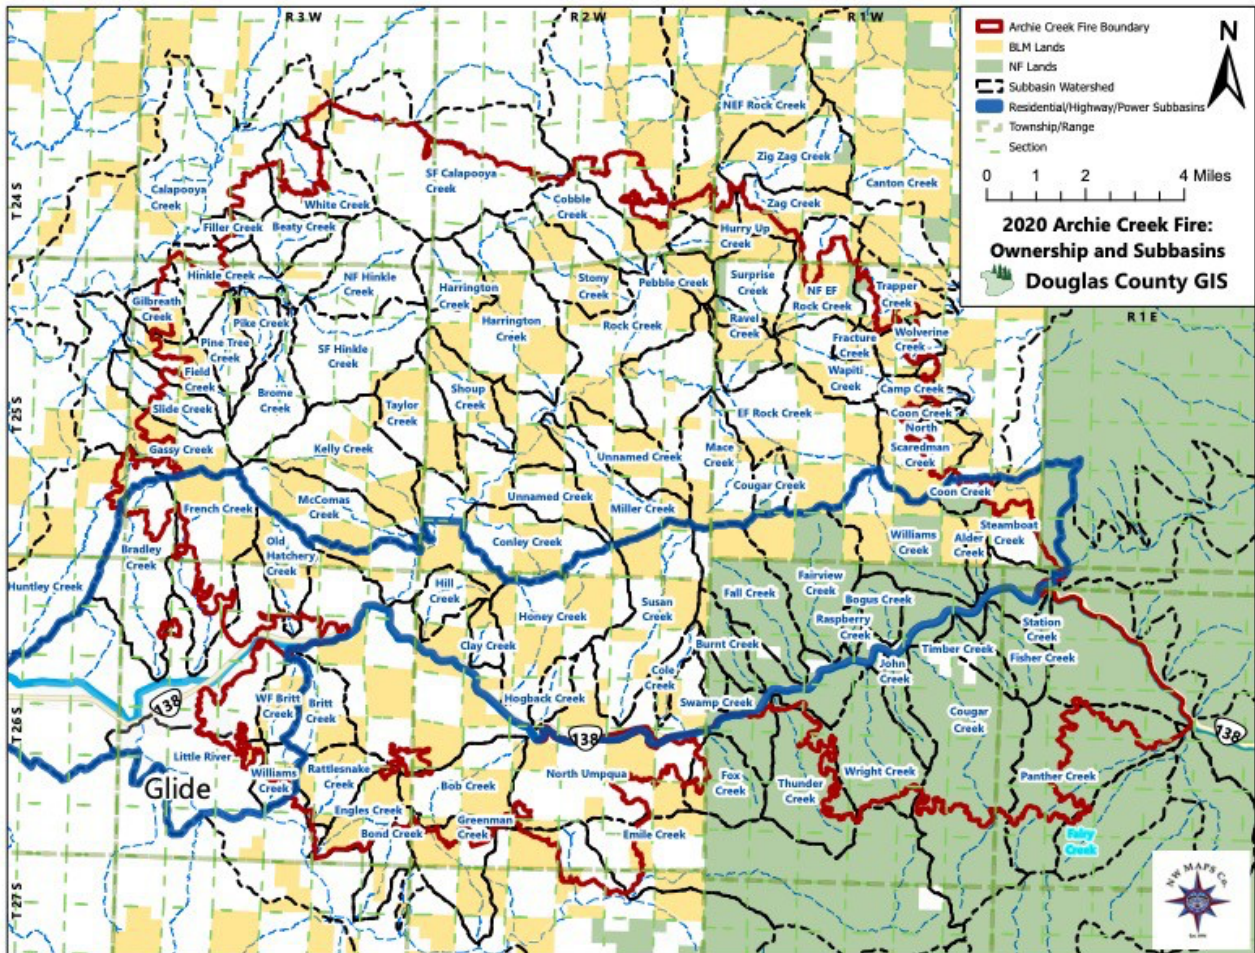 R 3 W
R 2 W
R 1 W
Archie Creek Fire Boundary
BLM Lands
NF Lands
Subbasin Watershed
Residential/Highway/Power Subbasins
Township/Range
Section
N
0 1 2 4 Miles
2020 Archie Creek Fire:
Ownership and Subbasins
Douglas County GIS
R 1 E
T 24 S
T 25 S
T 26 S
T 27 S
NEF Rock Creek
Zig Zag Creek
Canton Creek
Zag Creek
SF Calapooya
Creek
Calapooya
Creek
White Creek
Cobble
Creek
Filler Creek
Beaty Creek
Hurry Up
Creek
Hinkle Creek
NF Hinkle
Creek
Harrington
Creek
Stony
Creek
Pebble Creek
Surprise
Creek
NF EF
Rock Creek
Trapper
Creek
Gilbreath
Creek
Pike Creek
Harrington
Creek
Rock Creek
Ravel
Creek
Wolverine
Creek
Pine Tree
Creek
SF Hinkle
Creek
Fracture
Creek
Field
Creek
Wapiti
Creek
Camp Creek
Slide Creek
Brome
Creek
Taylor
Creek
Shoup
Creek
EF Rock Creek
Coon Creek
North
Scaredman
Creek
Gassy Creek
Kelly Creek
Unnamed Creek
Mace
Creek
Cougar Creek
Coon Creek
McComas
Creek
Unnamed Creek
Miller Creek
French Creek
Bradley
Creek
Old
Hatchery
Creek
Conley Creek
Williams
Creek
Alder
Creek
Steamboat
Creek
Huntley Creek
Hill
Creek
Honey Creek
Susan
Creek
Fall Creek
Fairview
Creek
Bogus Creek
Raspberry
Creek
Station
Creek
Clay Creek
Burnt Creek
Timber Creek
Fisher Creek
John
Creek
Cole
Creek
WF Britt
Creek
Britt
Creek
Hogback Creek
Swamp Creek
Cougar
Creek
138
138
138
Little River
Glide
Williams
Creek
Rattlesnake
Creek
Bob Creek
North Umpqua
Fox
Creek
Thunder
Creek
Wright Creek
Panther Creek
Engles Creek
Bond Creek
Greenman
Creek
Emile Creek
Fairy
Creek
NW MAPS Co.